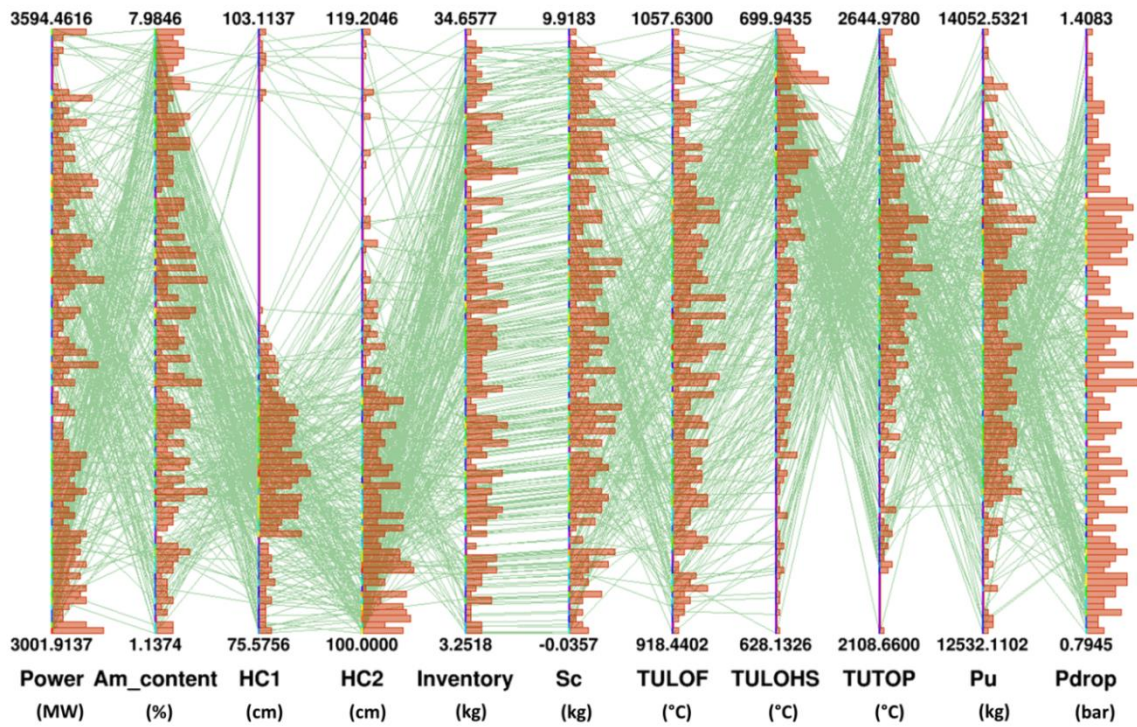 3594.4616 7.9846 103.1137 119.2046 34.6577 9.9183 1057.6300 699.9435 2644.9780 14052.5321 1.4083
3001.9137 1.1374 75.5756 100.0000 3.2518 -0.0357 918.4402 628.1326 2108.6600 12532.1102 0.7945
Power Am_content HC1 HC2 Inventory Sc TULOF TULOHS TUTOP Pu Pdrop
(MW) (%) (cm) (cm) (kg) (kg) (°C) (°C) (°C) (kg) (bar)